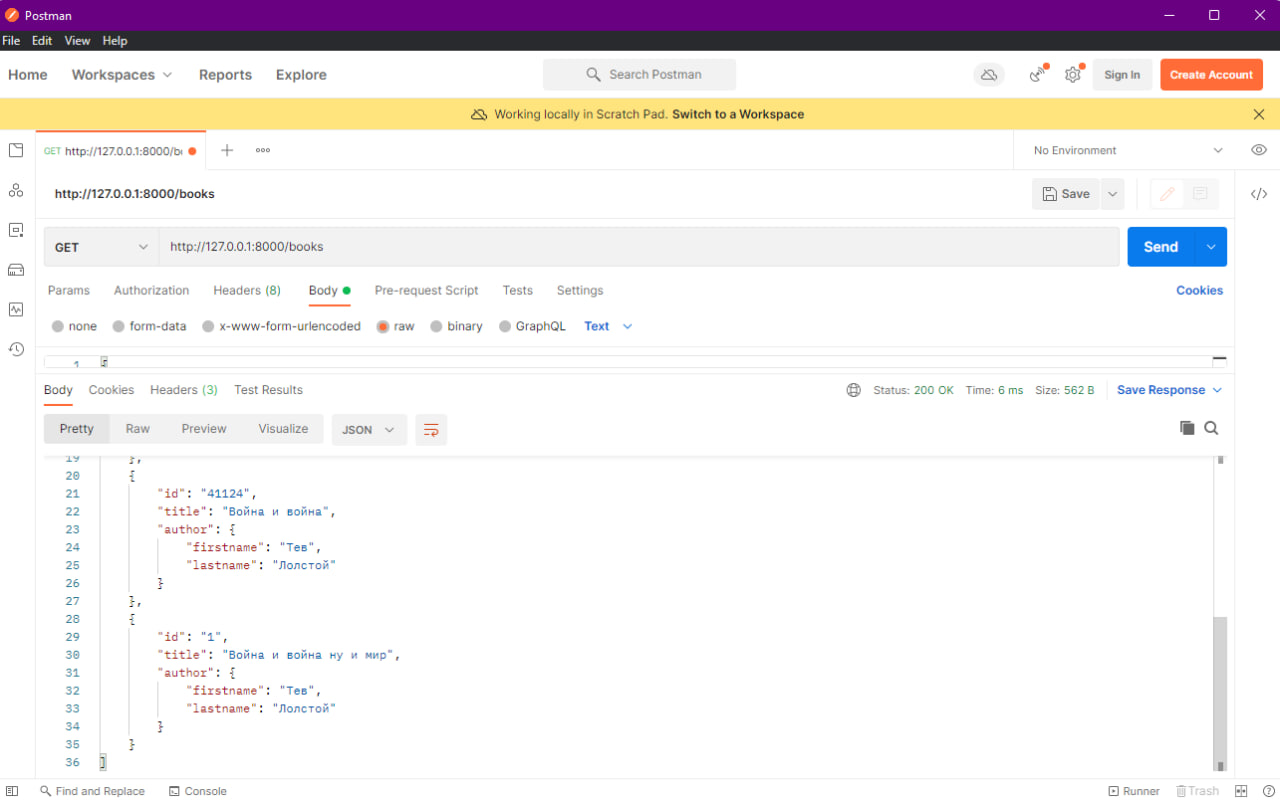 Postman
File Edit View Help
Home Workspaces Reports Explore Search Postman Sign In Create Account
Working locally in Scratch Pad. Switch to a Workspace
GET http://127.0.0.1:8000/b ooo No Environment
http://127.0.0.1:8000/books Save </>
GET http://127.0.0.1:8000/books Send
Params Authorization Headers (8) Body Pre-request Script Tests Settings Cookies
none form-data x-www-form-urlencoded raw binary GraphQL Text
1
Body Cookies Headers (3) Test Results Status: 200 OK Time: 6 ms Size: 562 B Save Response
Pretty Raw Preview Visualize JSON
19 },
20 {
21 "id": "41124",
22 "title": "Война и война",
23 "author": {
24 "firstname": "Тев",
25 "lastname": "Лолстой"
26 }
27 },
28 {
29 "id": "1",
30 "title": "Война и война ну и мир",
31 "author": {
32 "firstname": "Тев",
33 "lastname": "Лолстой"
34 }
35 }
36 ]
Find and Replace Console Runner Trash